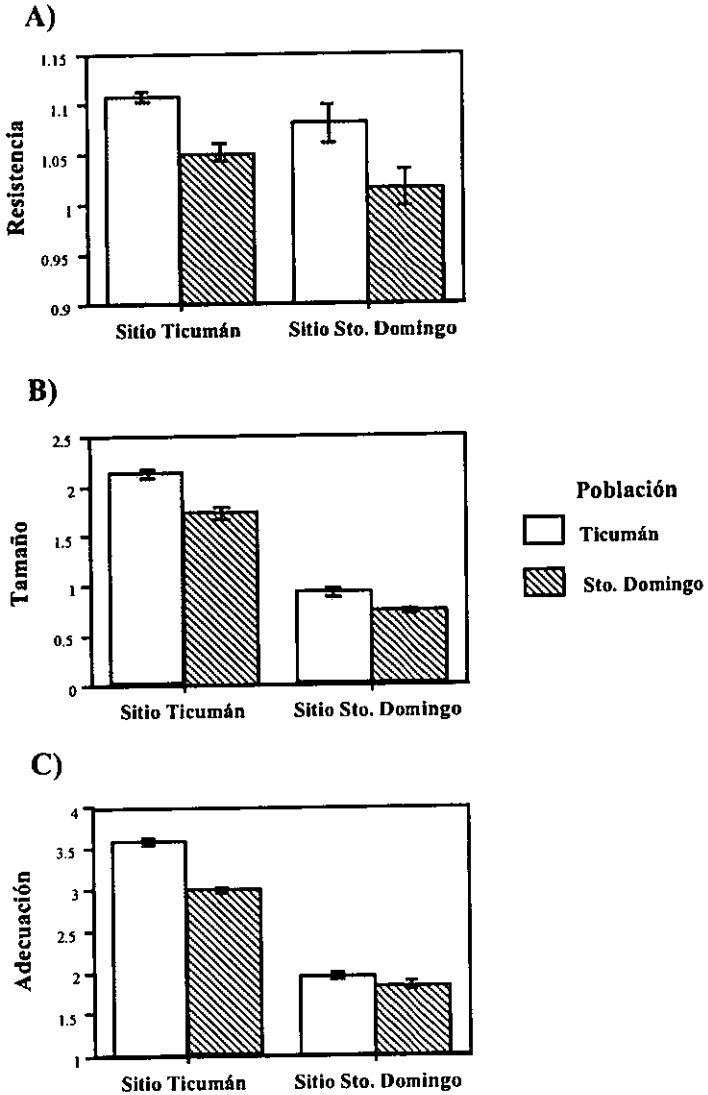 A)
Resistencia
1.15
1.1
1.05
1
0.95
0.9
Sitio Ticumán
Sitio Sto. Domingo
B)
Tamaño
2.5
2
1.5
1
0.5
0
Sitio Ticumán
Sitio Sto. Domingo
Población
Ticumán
Sto. Domingo
C)
Adecuación
4
3.5
3
2.5
2
1.5
1
Sitio Ticumán
Sitio Sto. Domingo